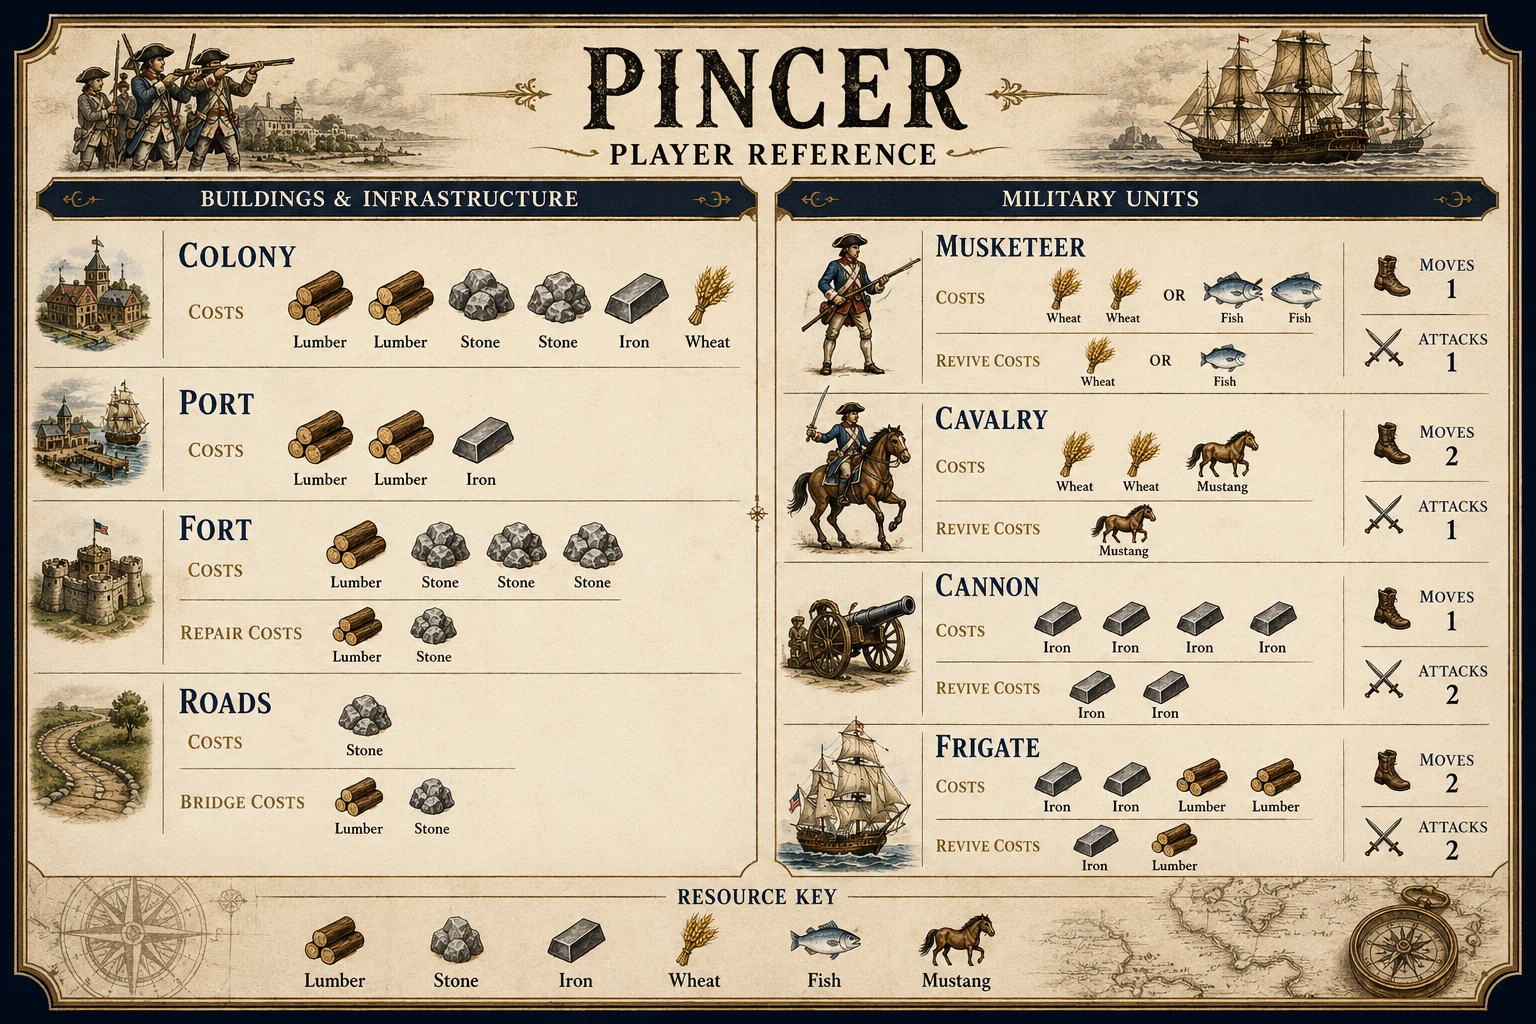 PINCER
PLAYER REFERENCE
BUILDINGS & INFRASTRUCTURE
COLONY
COSTS
Lumber Lumber Stone Stone Iron Wheat
PORT
COSTS
Lumber Lumber Iron
FORT
COSTS
Lumber Stone Stone Stone
REPAIR COSTS
Lumber Stone
ROADS
COSTS
Stone
BRIDGE COSTS
Lumber Stone
MILITARY UNITS
MUSKETEER
COSTS
Wheat Wheat OR Fish Fish
REVIVE COSTS
Wheat OR Fish
MOVES
1
ATTACKS
1
CAVALRY
COSTS
Wheat Wheat Mustang
REVIVE COSTS
Mustang
MOVES
2
ATTACKS
1
CANNON
COSTS
Iron Iron Iron Iron
REVIVE COSTS
Iron Iron
MOVES
1
ATTACKS
2
FRIGATE
COSTS
Iron Iron Lumber Lumber
REVIVE COSTS
Iron Lumber
MOVES
2
ATTACKS
2
RESOURCE KEY
Lumber Stone Iron Wheat Fish Mustang